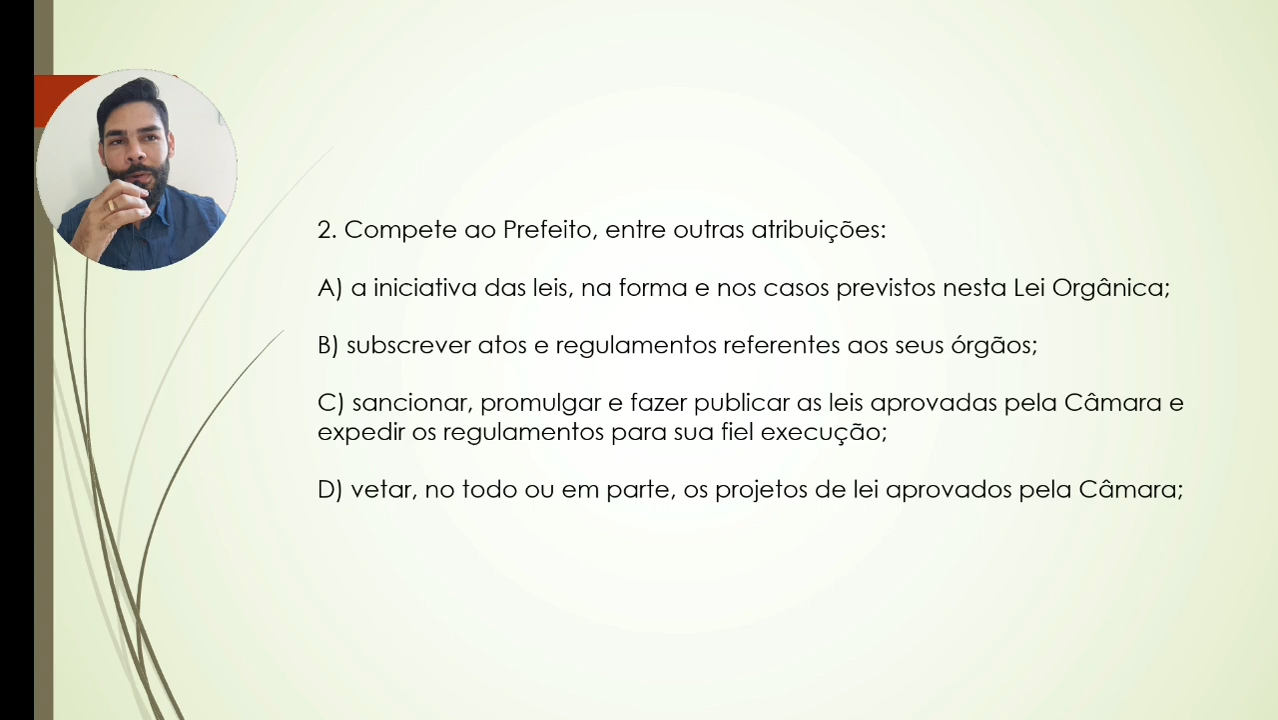 2. Compete ao Prefeito, entre outras atribuições:
A) a iniciativa das leis, na forma e nos casos previstos nesta Lei Orgânica;
B) subscrever atos e regulamentos referentes aos seus órgãos;
C) sancionar, promulgar e fazer publicar as leis aprovadas pela Câmara e
expedir os regulamentos para sua fiel execução;
D) vetar, no todo ou em parte, os projetos de lei aprovados pela Câmara;